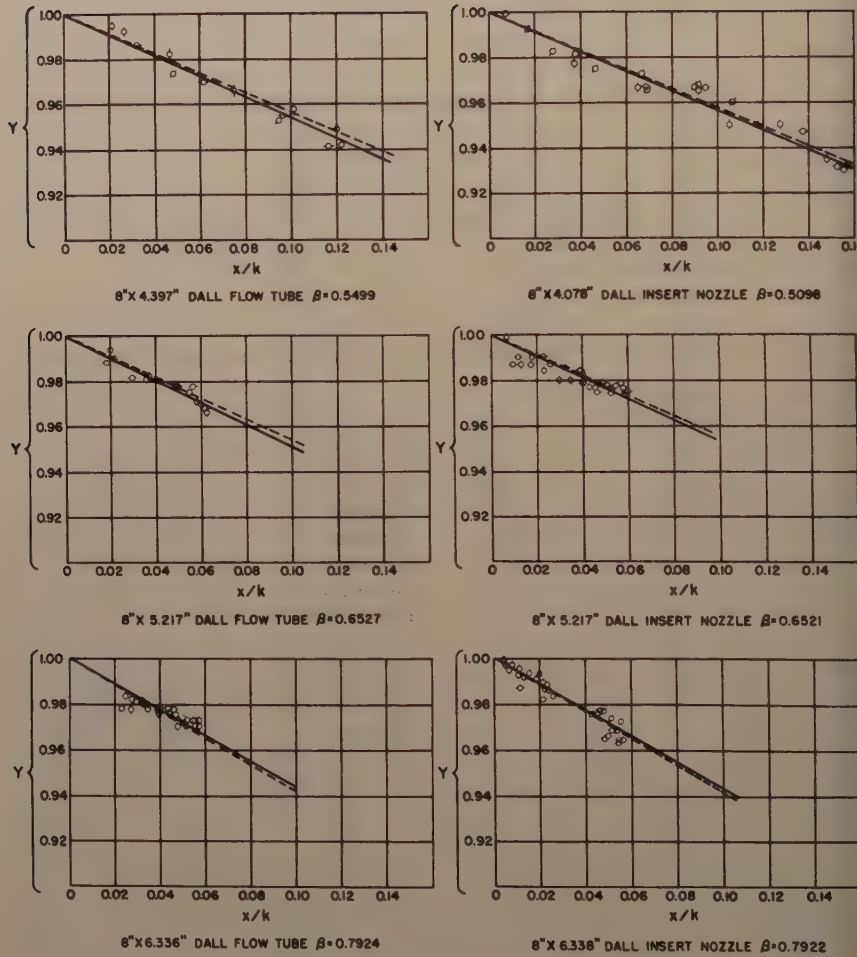 1.00
0.98
0.96
Y
0.94
0.92
0 0.02 0.04 0.06 0.08 0.10 0.12 0.14
x/k
8"X 4.397" DALL FLOW TUBE β=0.5499
1.00
0.98
0.96
Y
0.94
0.92
0 0.02 0.04 0.06 0.08 0.10 0.12 0.14
x/k
8"X 4.078" DALL INSERT NOZZLE β=0.5098
1.00
0.98
0.96
Y
0.94
0.92
0 0.02 0.04 0.06 0.08 0.10 0.12 0.14
x/k
8"X 5.217" DALL FLOW TUBE β=0.6527
1.00
0.98
0.96
Y
0.94
0.92
0 0.02 0.04 0.06 0.08 0.10 0.12 0.14
x/k
8"X 5.217" DALL INSERT NOZZLE β=0.6521
1.00
0.98
0.96
Y
0.94
0.92
0 0.02 0.04 0.06 0.08 0.10 0.12 0.14
x/k
8"X 6.336" DALL FLOW TUBE β=0.7924
1.00
0.98
0.96
Y
0.94
0.92
0 0.02 0.04 0.06 0.08 0.10 0.12 0.14
x/k
8"X 6.338" DALL INSERT NOZZLE β=0.7922